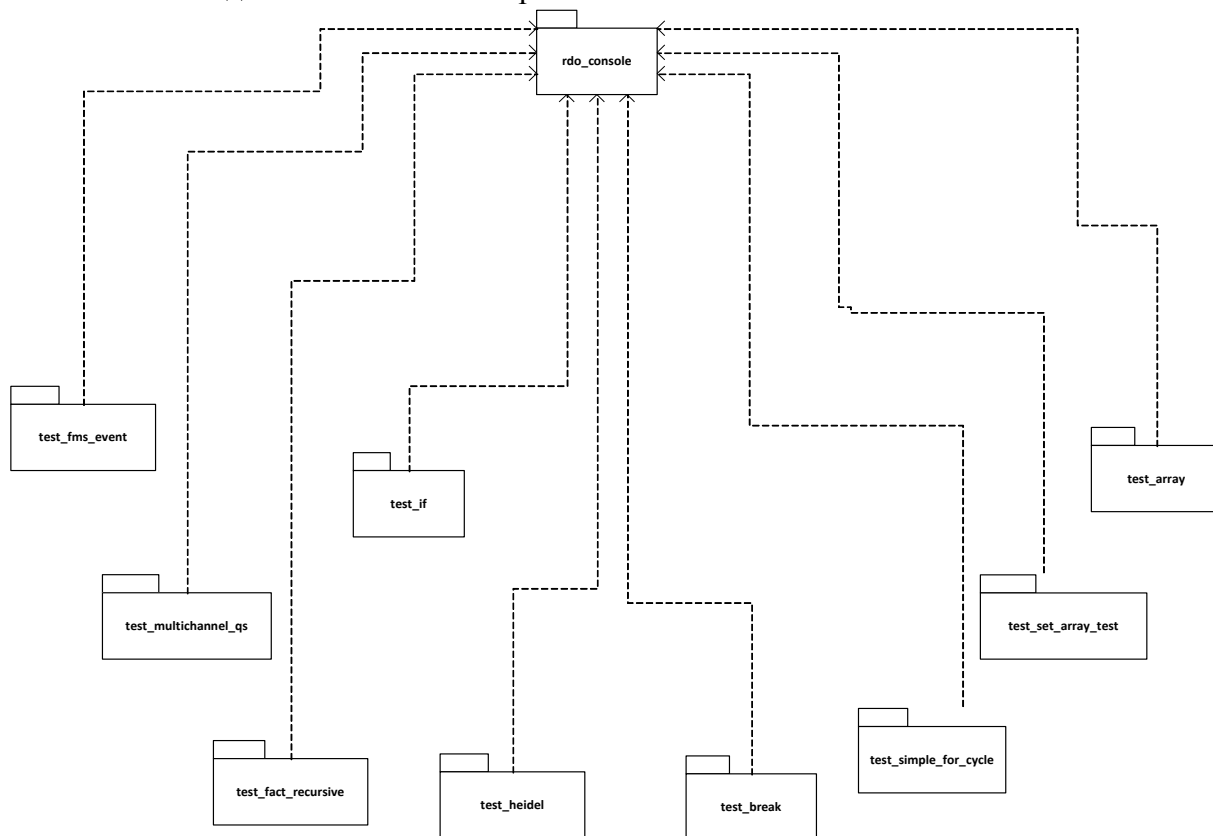 rdo_console
test_fms_event
test_array
test_if
test_multichannel_qs
test_set_array_test
test_simple_for_cycle
test_fact_recursive
test_heidel
test_break